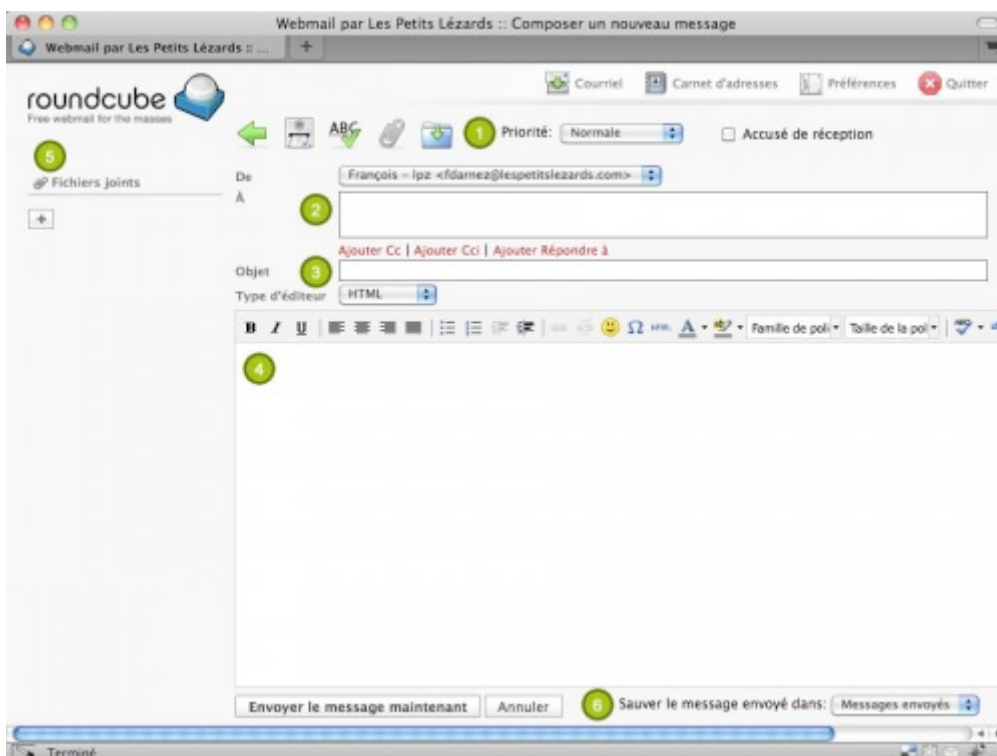 Webmail par Les Petits Lézards :: Composer un nouveau message
Webmail par Les Petits Lézards :: ... +
roundcube
Free webmail for the masses
Courriel Carnet d'adresses Préférences Quitter
ABC 1 Priorité: Normale Accusé de réception
5
Fichiers joints
+
De François – lpz <fdarnez@lespetitslezards.com>
À 2
Ajouter Cc | Ajouter Cci | Ajouter Répondre à
Objet 3
Type d'éditeur HTML
B I U Ω HTML A ab Famille de poli Taille de la pol
4
Envoyer le message maintenant Annuler 6 Sauver le message envoyé dans: Messages envoyés
Terminé